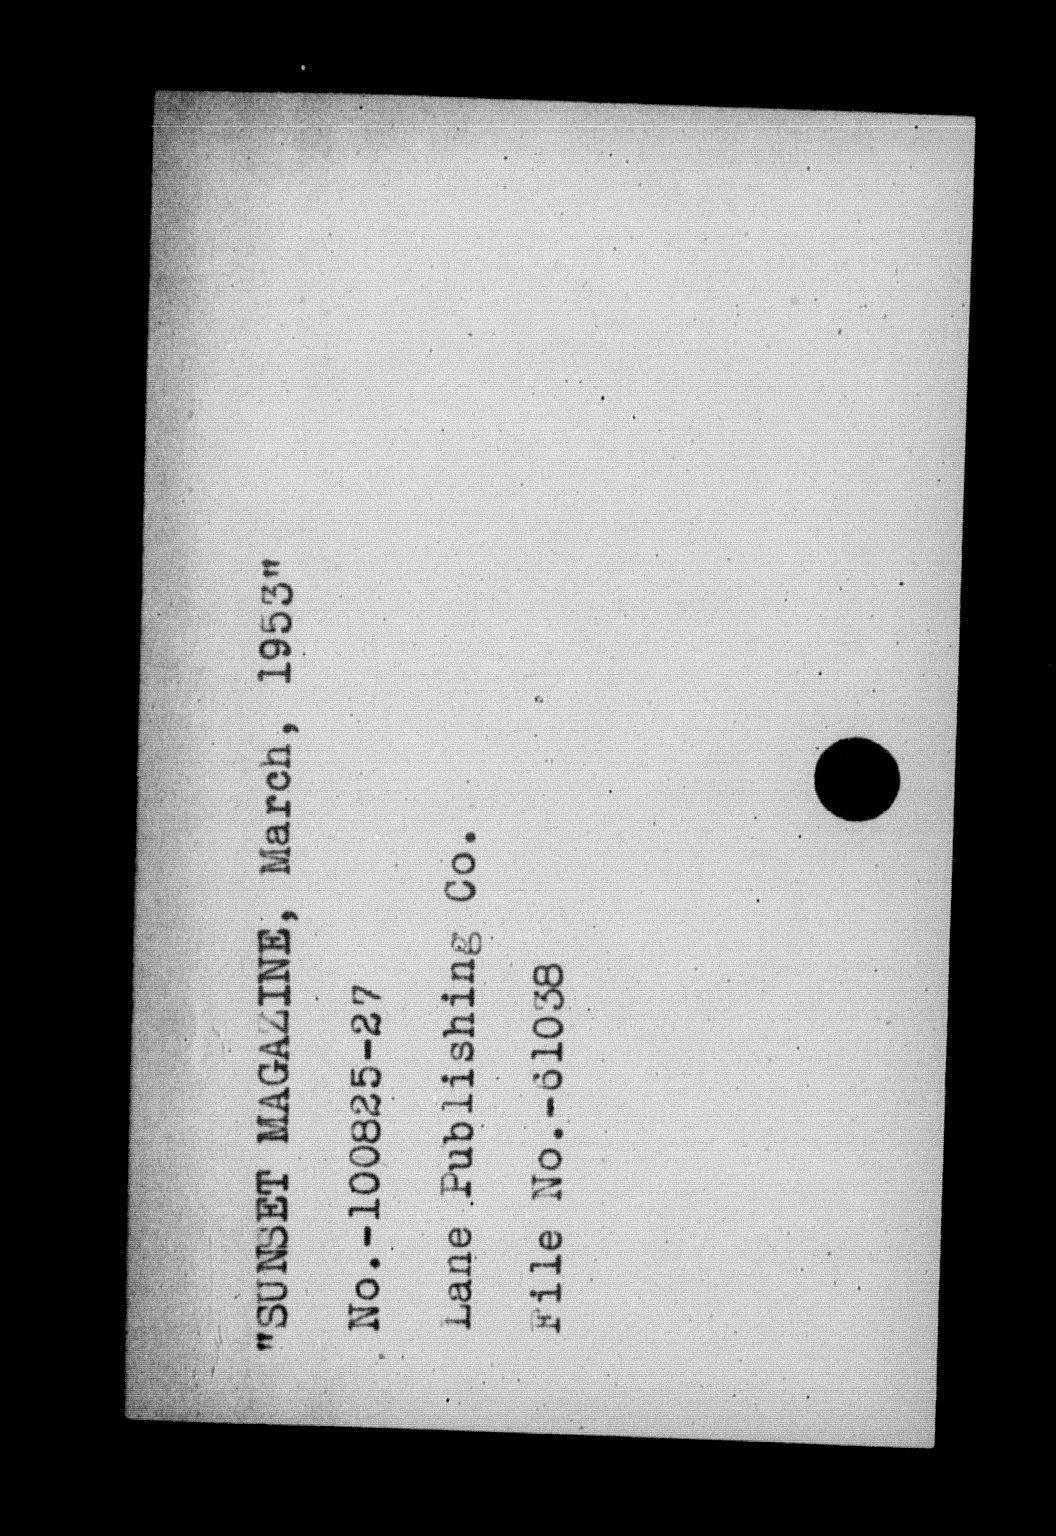 "SUNSET MAGAZINE, March, 1953"
No.-100825-27
Lane Publishing Co.
File No.-61038